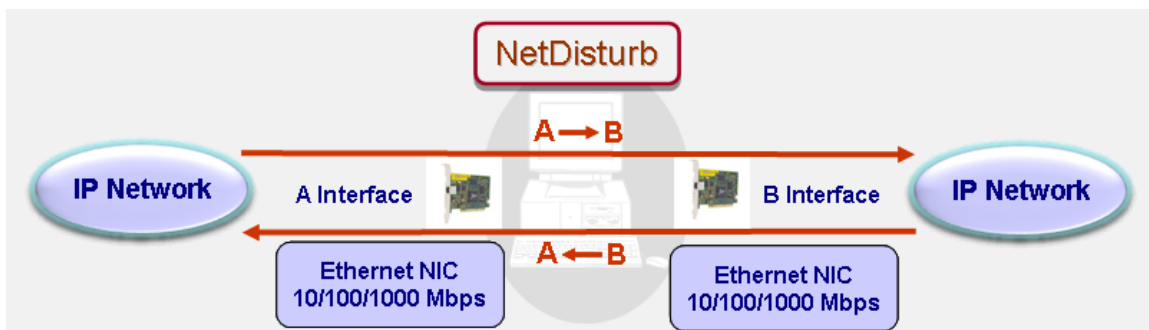 NetDisturb
A → B
IP Network
A Interface
B Interface
IP Network
A ← B
Ethernet NIC
10/100/1000 Mbps
Ethernet NIC
10/100/1000 Mbps